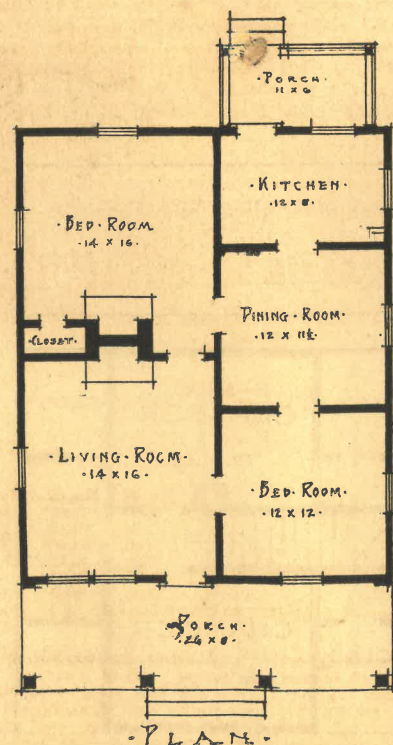 ·PORCH·
11 X 6
·KITCHEN·
·12 X 8·
·BED·ROOM·
·14 X 16·
DINING·ROOM·
·12 X 11½
·CLOSET·
·LIVING·ROOM·
·14 X 16·
·BED·ROOM·
·12 X 12·
·PORCH·
·26 X 8·
·PLAN·